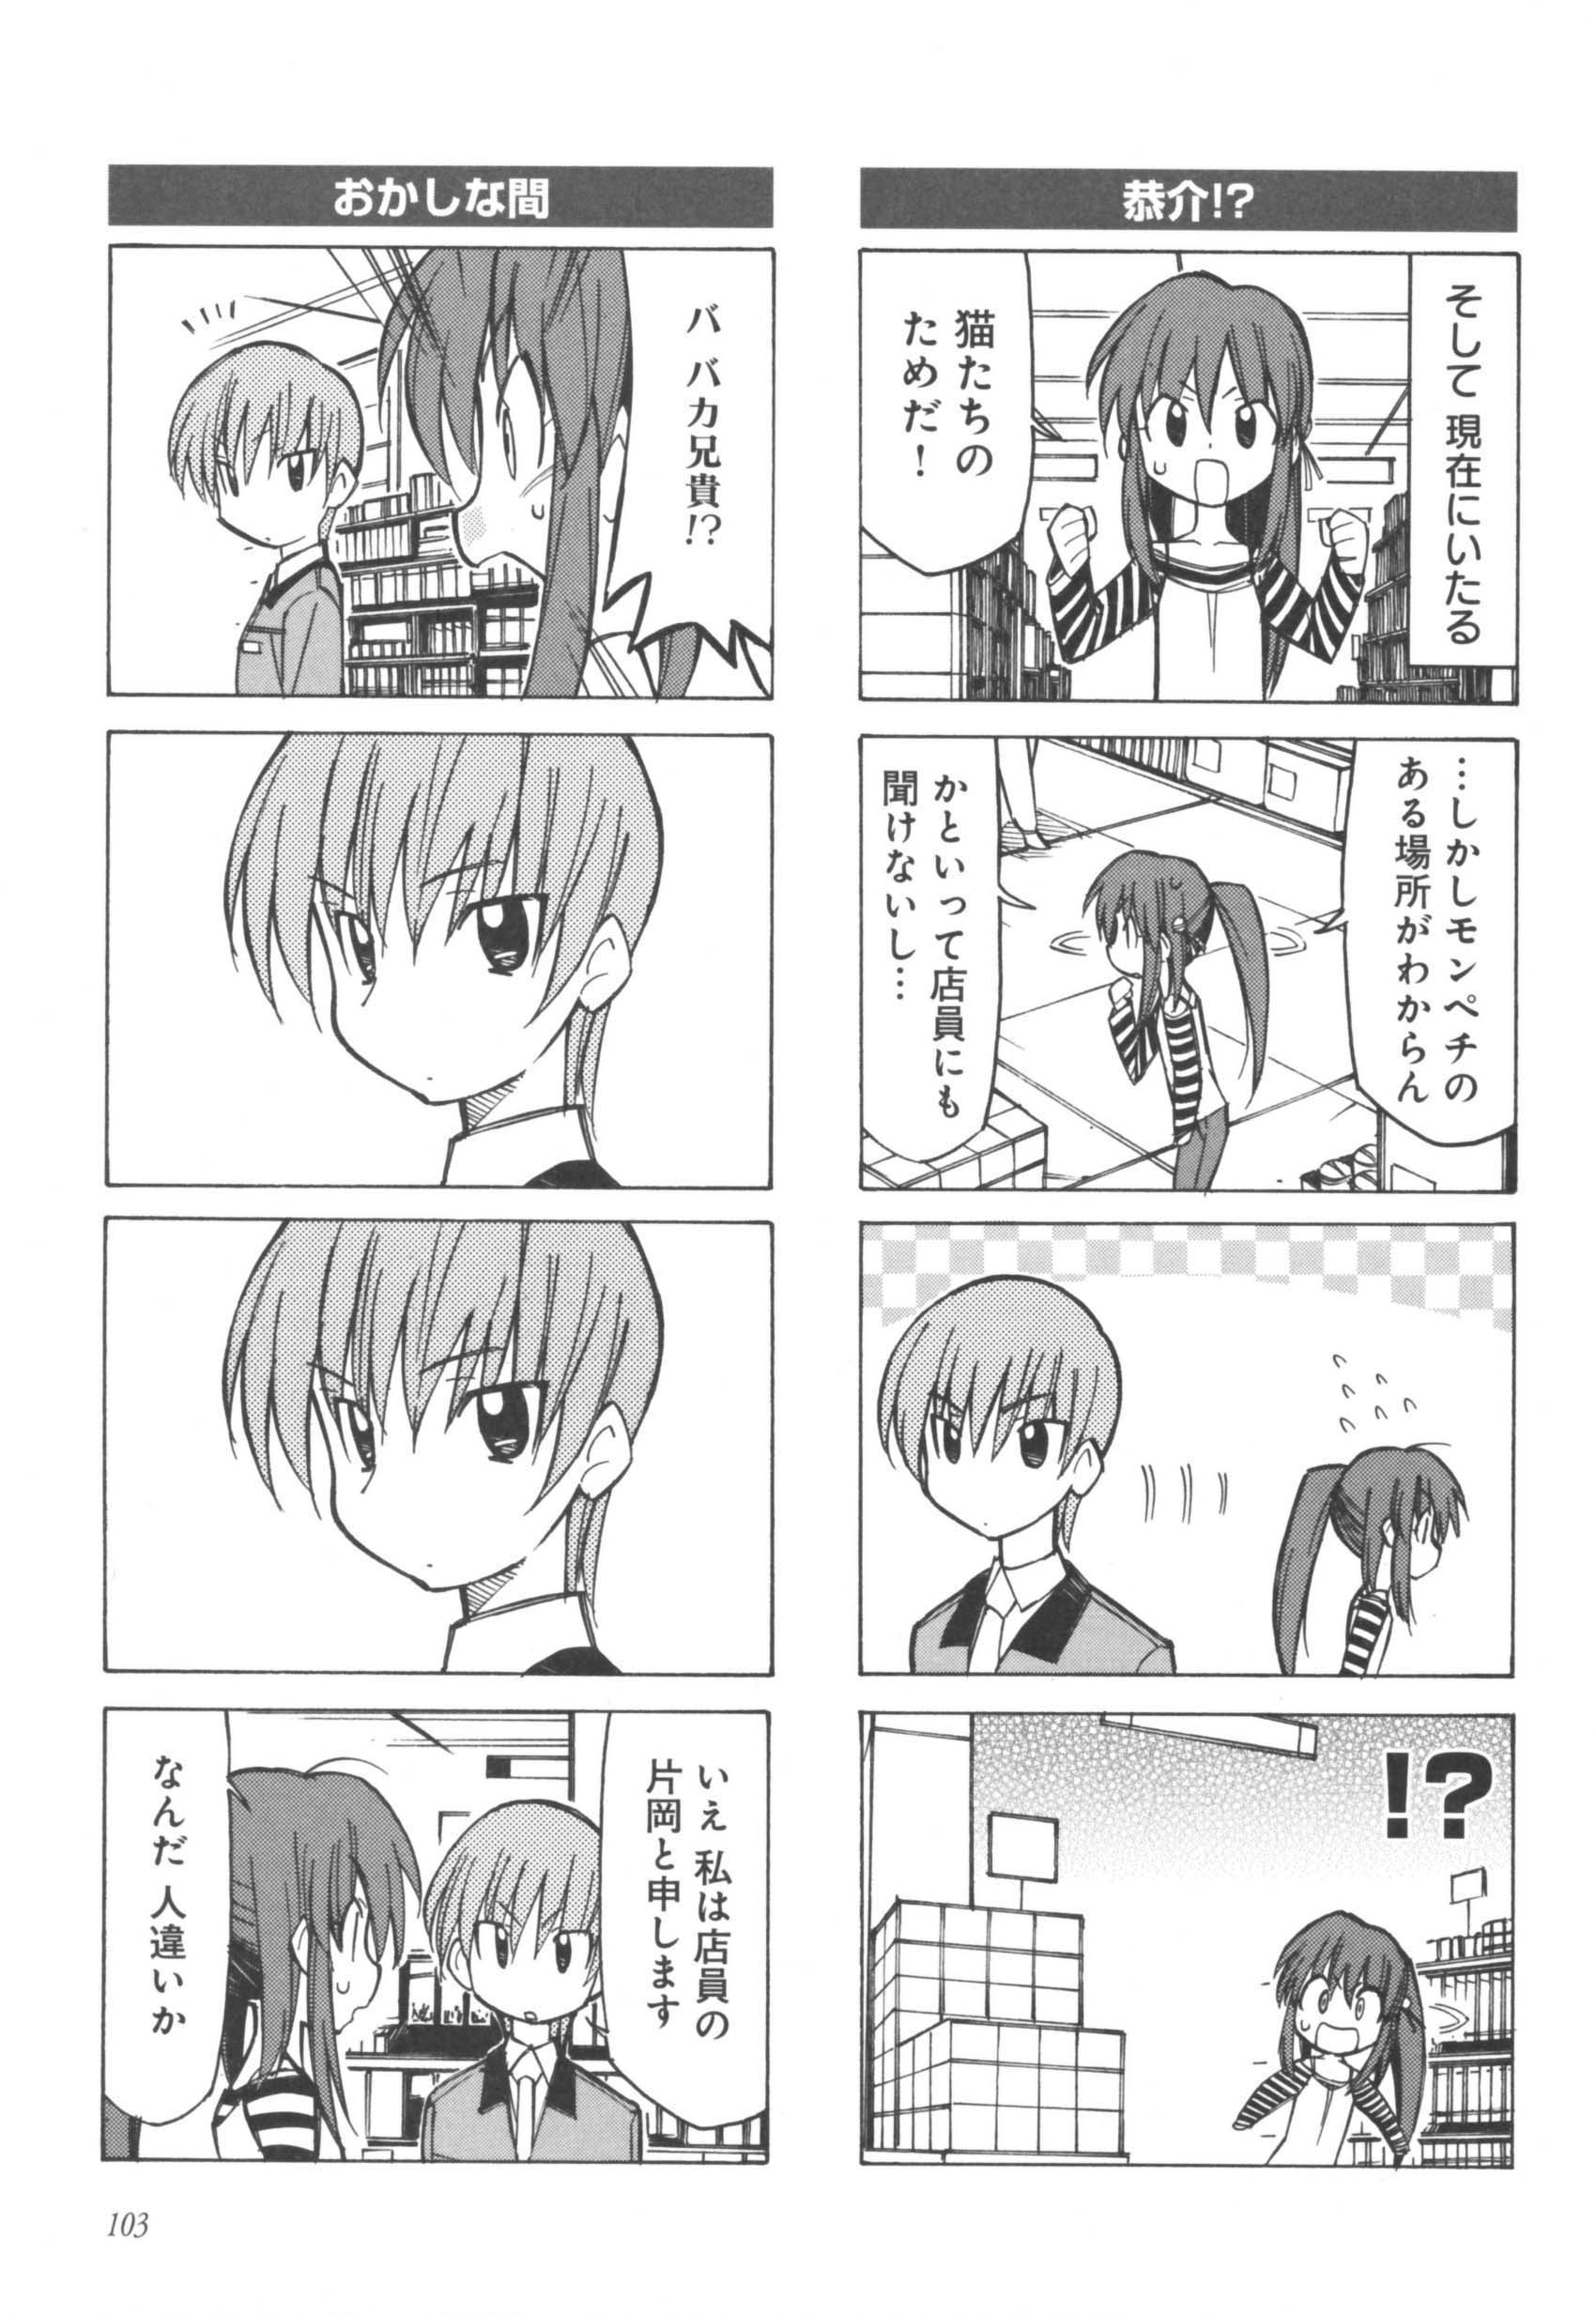 恭介!?
そして 現在にいたる
猫たちの
ためだ!
…しかしモンペチの
ある場所がわからん
かといって店員にも
聞けないし…
!?
おかしな間
バ バカ兄貴!?
いえ 私は店員の
片岡と申します
なんだ 人違いか
103